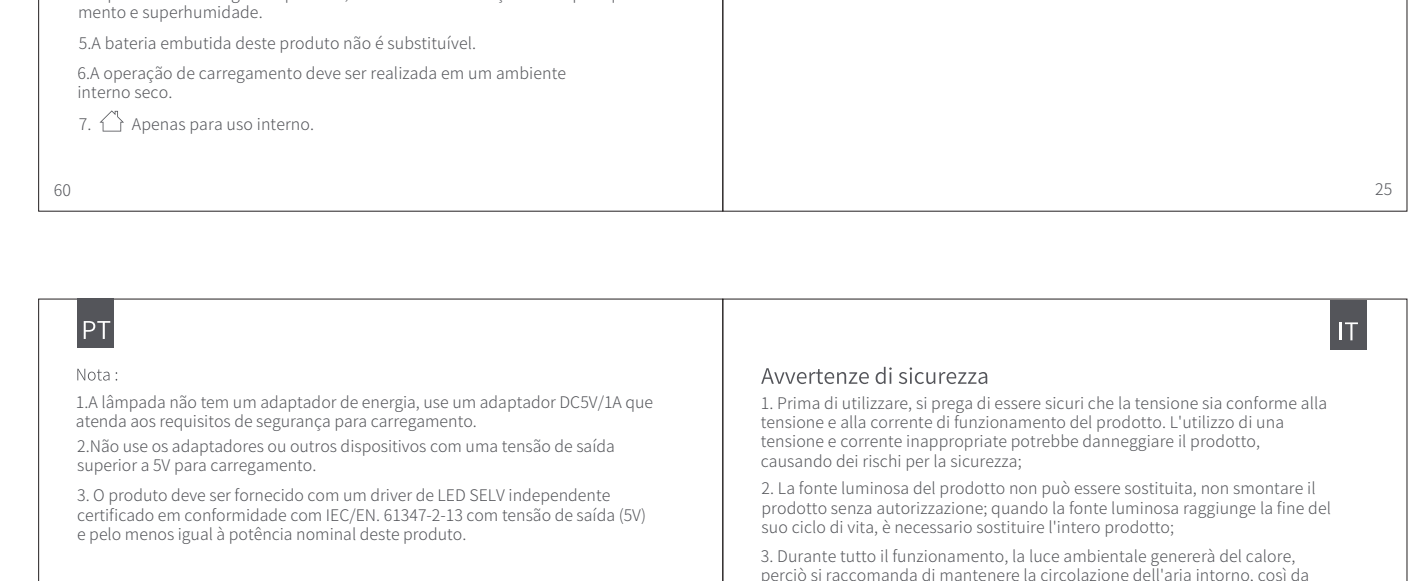 mento e superhumidade.
5.A bateria embutida deste produto não é substituível.
6.A operação de carregamento deve ser realizada em um ambiente
interno seco.
7. Apenas para uso interno.
60
25
PT
Nota :
1.A lâmpada não tem um adaptador de energia, use um adaptador DC5V/1A que
atenda aos requisitos de segurança para carregamento.
2.Não use os adaptadores ou outros dispositivos com uma tensão de saída
superior a 5V para carregamento.
3. O produto deve ser fornecido com um driver de LED SELV independente
certificado em conformidade com IEC/EN. 61347-2-13 com tensão de saída (5V)
e pelo menos igual à potência nominal deste produto.
IT
Avvertenze di sicurezza
1. Prima di utilizzare, si prega di essere sicuri che la tensione sia conforme alla
tensione e alla corrente di funzionamento del prodotto. L'utilizzo di una
tensione e corrente inappropriate potrebbe danneggiare il prodotto,
causando dei rischi per la sicurezza;
2. La fonte luminosa del prodotto non può essere sostituita, non smontare il
prodotto senza autorizzazione; quando la fonte luminosa raggiunge la fine del
suo ciclo di vita, è necessario sostituire l'intero prodotto;
3. Durante tutto il funzionamento, la luce ambientale genererà del calore,
perciò si raccomanda di mantenere la circolazione dell'aria intorno, così da